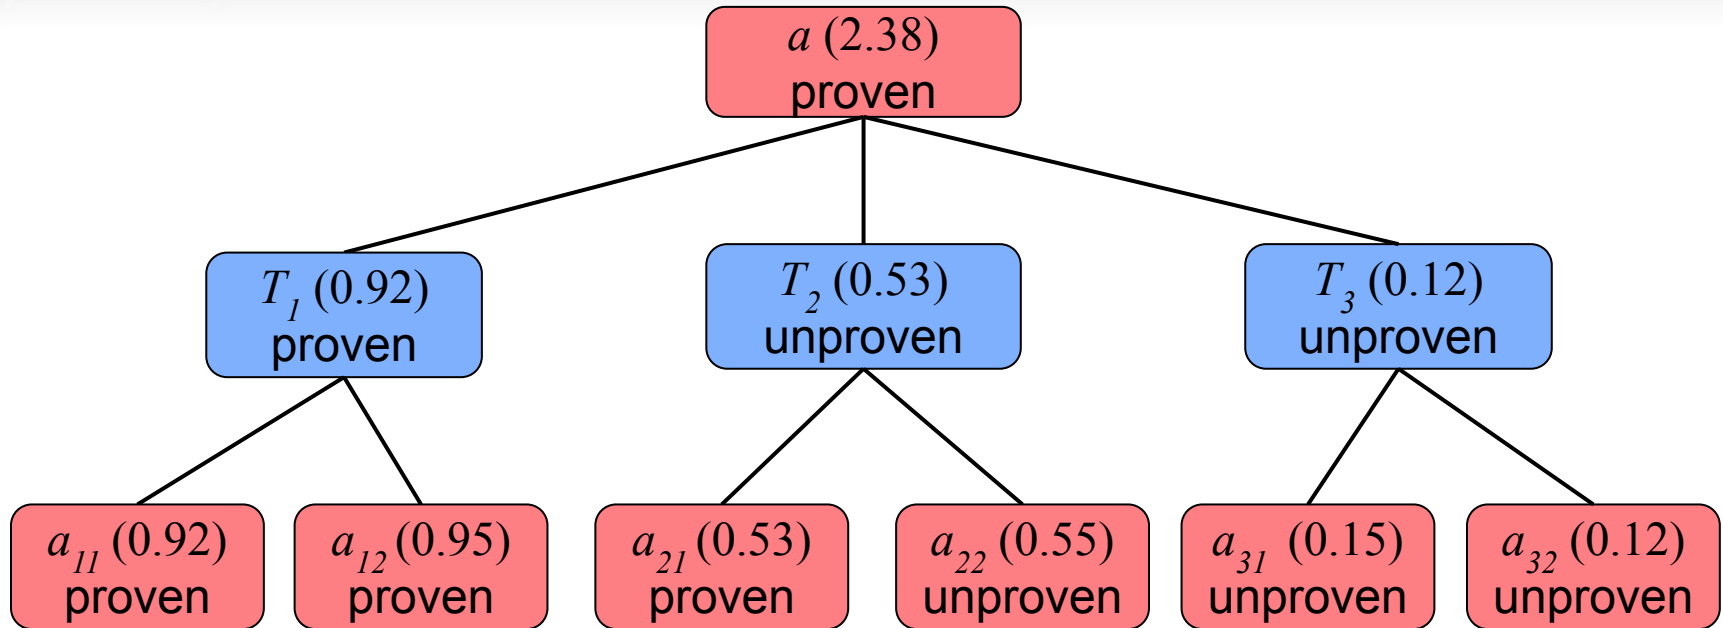 a (2.38)
proven
T1 (0.92)
proven
T2 (0.53)
unproven
T3 (0.12)
unproven
a11 (0.92)
proven
a12 (0.95)
proven
a21 (0.53)
proven
a22 (0.55)
unproven
a31 (0.15)
unproven
a32 (0.12)
unproven